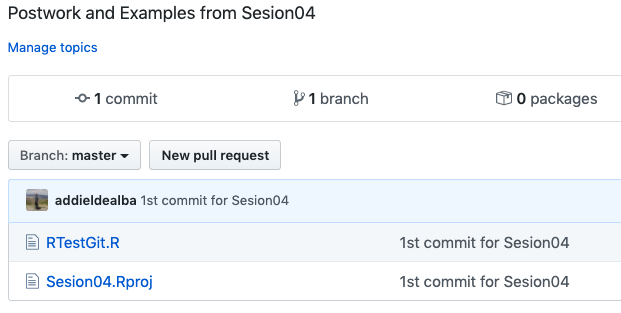 Postwork and Examples from Sesion04
Manage topics
1 commit 1 branch 0 packages
Branch: master New pull request
addieldealba 1st commit for Sesion04
RTestGit.R 1st commit for Sesion04
Sesion04.Rproj 1st commit for Sesion04